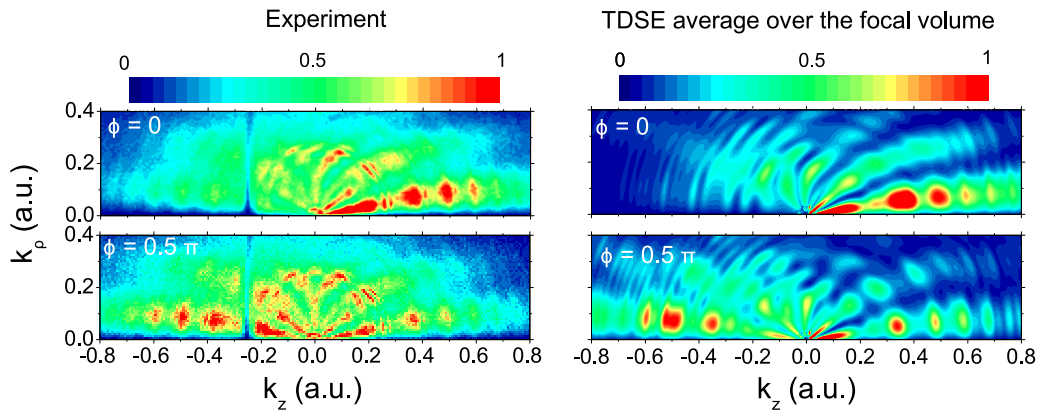 Experiment
TDSE average over the focal volume
0 0.5 1
0 0.5 1
ϕ = 0
ϕ = 0
0.4
0.2
0.0
ϕ = 0.5 π
ϕ = 0.5 π
0.4
0.2
0.0
kρ (a.u.)
-0.8 -0.6 -0.4 -0.2 0.0 0.2 0.4 0.6 0.8
-0.8 -0.6 -0.4 -0.2 0.0 0.2 0.4 0.6 0.8
kz (a.u.)
kz (a.u.)